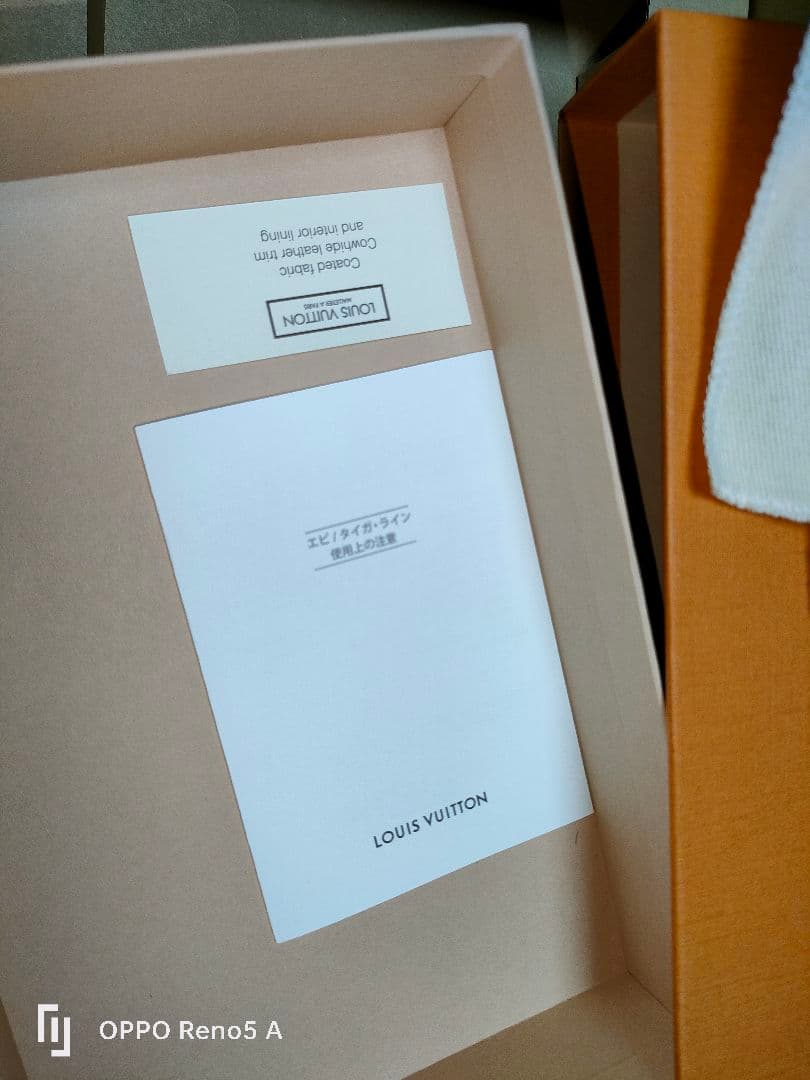 LOUIS VUITTON
MALLETIER A PARIS
Coated fabric
Cowhide leather trim
and interior lining
エピ / タイガ・ライン
使用上の注意
LOUIS VUITTON
OPPO Reno5 A